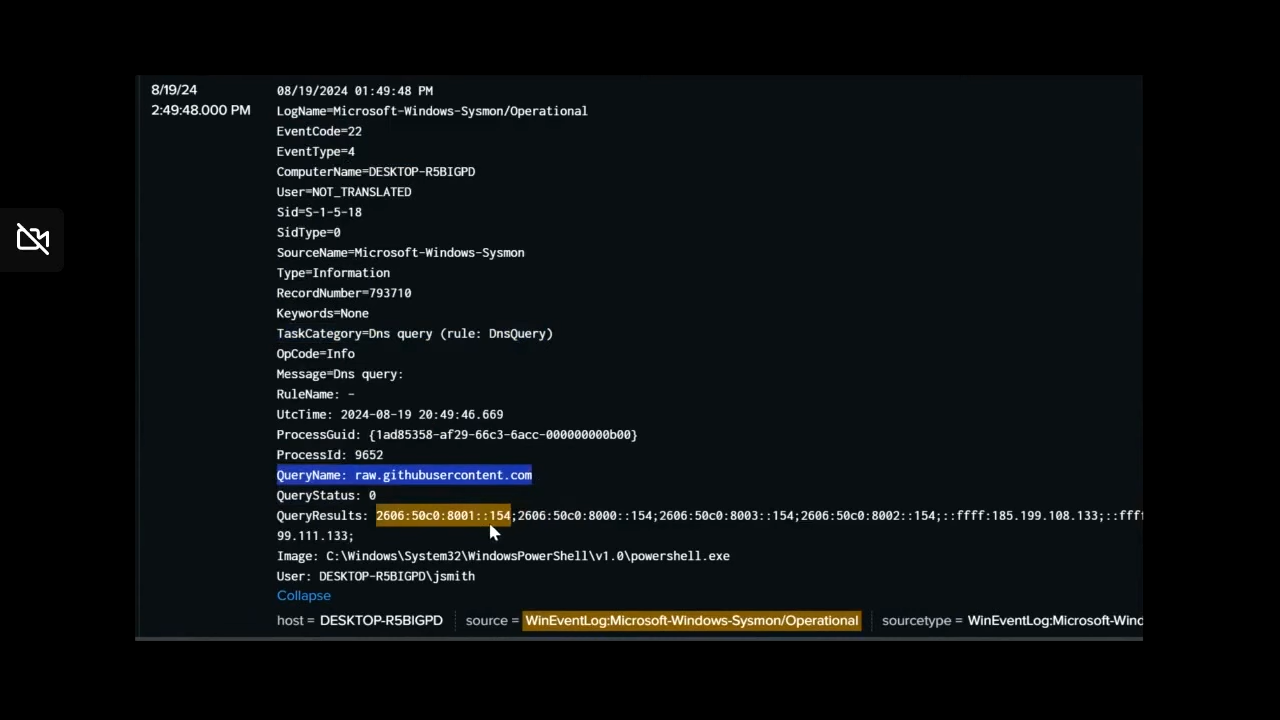 8/19/24
2:49:48.000 PM
08/19/2024 01:49:48 PM
LogName=Microsoft-Windows-Sysmon/Operational
EventCode=22
EventType=4
ComputerName=DESKTOP-R5BIGPD
User=NOT_TRANSLATED
Sid=S-1-5-18
SidType=0
SourceName=Microsoft-Windows-Sysmon
Type=Information
RecordNumber=793710
Keywords=None
TaskCategory=Dns query (rule: DnsQuery)
OpCode=Info
Message=Dns query:
RuleName: -
UtcTime: 2024-08-19 20:49:46.669
ProcessGuid: {1ad85358-af29-66c3-6acc-000000000b00}
ProcessId: 9652
QueryName: raw.githubusercontent.com
QueryStatus: 0
QueryResults: 2606:50c0:8001::154;2606:50c0:8000::154;2606:50c0:8003::154;2606:50c0:8002::154;::ffff:185.199.108.133;::fff
99.111.133;
Image: C:\Windows\System32\WindowsPowerShell\v1.0\powershell.exe
User: DESKTOP-R5BIGPD\jsmith
Collapse
host = DESKTOP-R5BIGPD source = WinEventLog:Microsoft-Windows-Sysmon/Operational sourcetype = WinEventLog:Microsoft-Wind